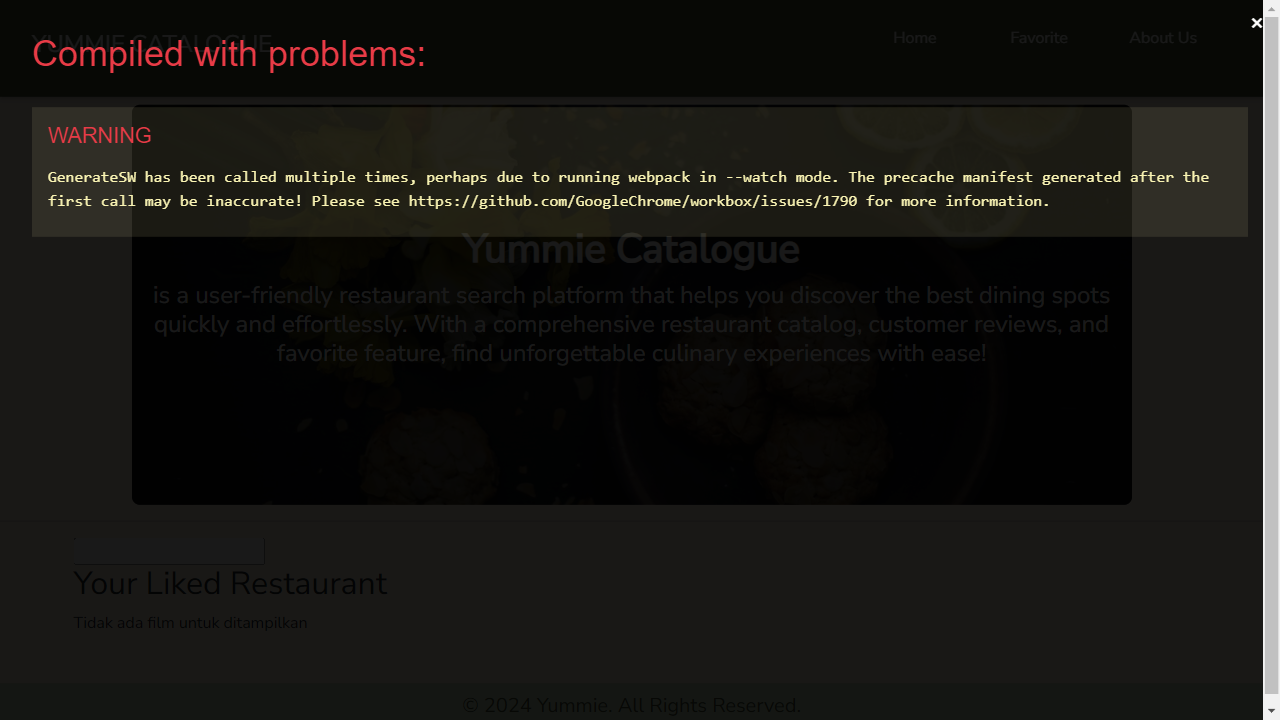 YUMMIE CATALOGUE
Home Favorite About Us
×
Compiled with problems:
WARNING
GenerateSW has been called multiple times, perhaps due to running webpack in --watch mode. The precache manifest generated after the
first call may be inaccurate! Please see https://github.com/GoogleChrome/workbox/issues/1790 for more information.
Yummie Catalogue
is a user-friendly restaurant search platform that helps you discover the best dining spots
quickly and effortlessly. With a comprehensive restaurant catalog, customer reviews, and
favorite feature, find unforgettable culinary experiences with ease!
Your Liked Restaurant
Tidak ada film untuk ditampilkan
© 2024 Yummie. All Rights Reserved.